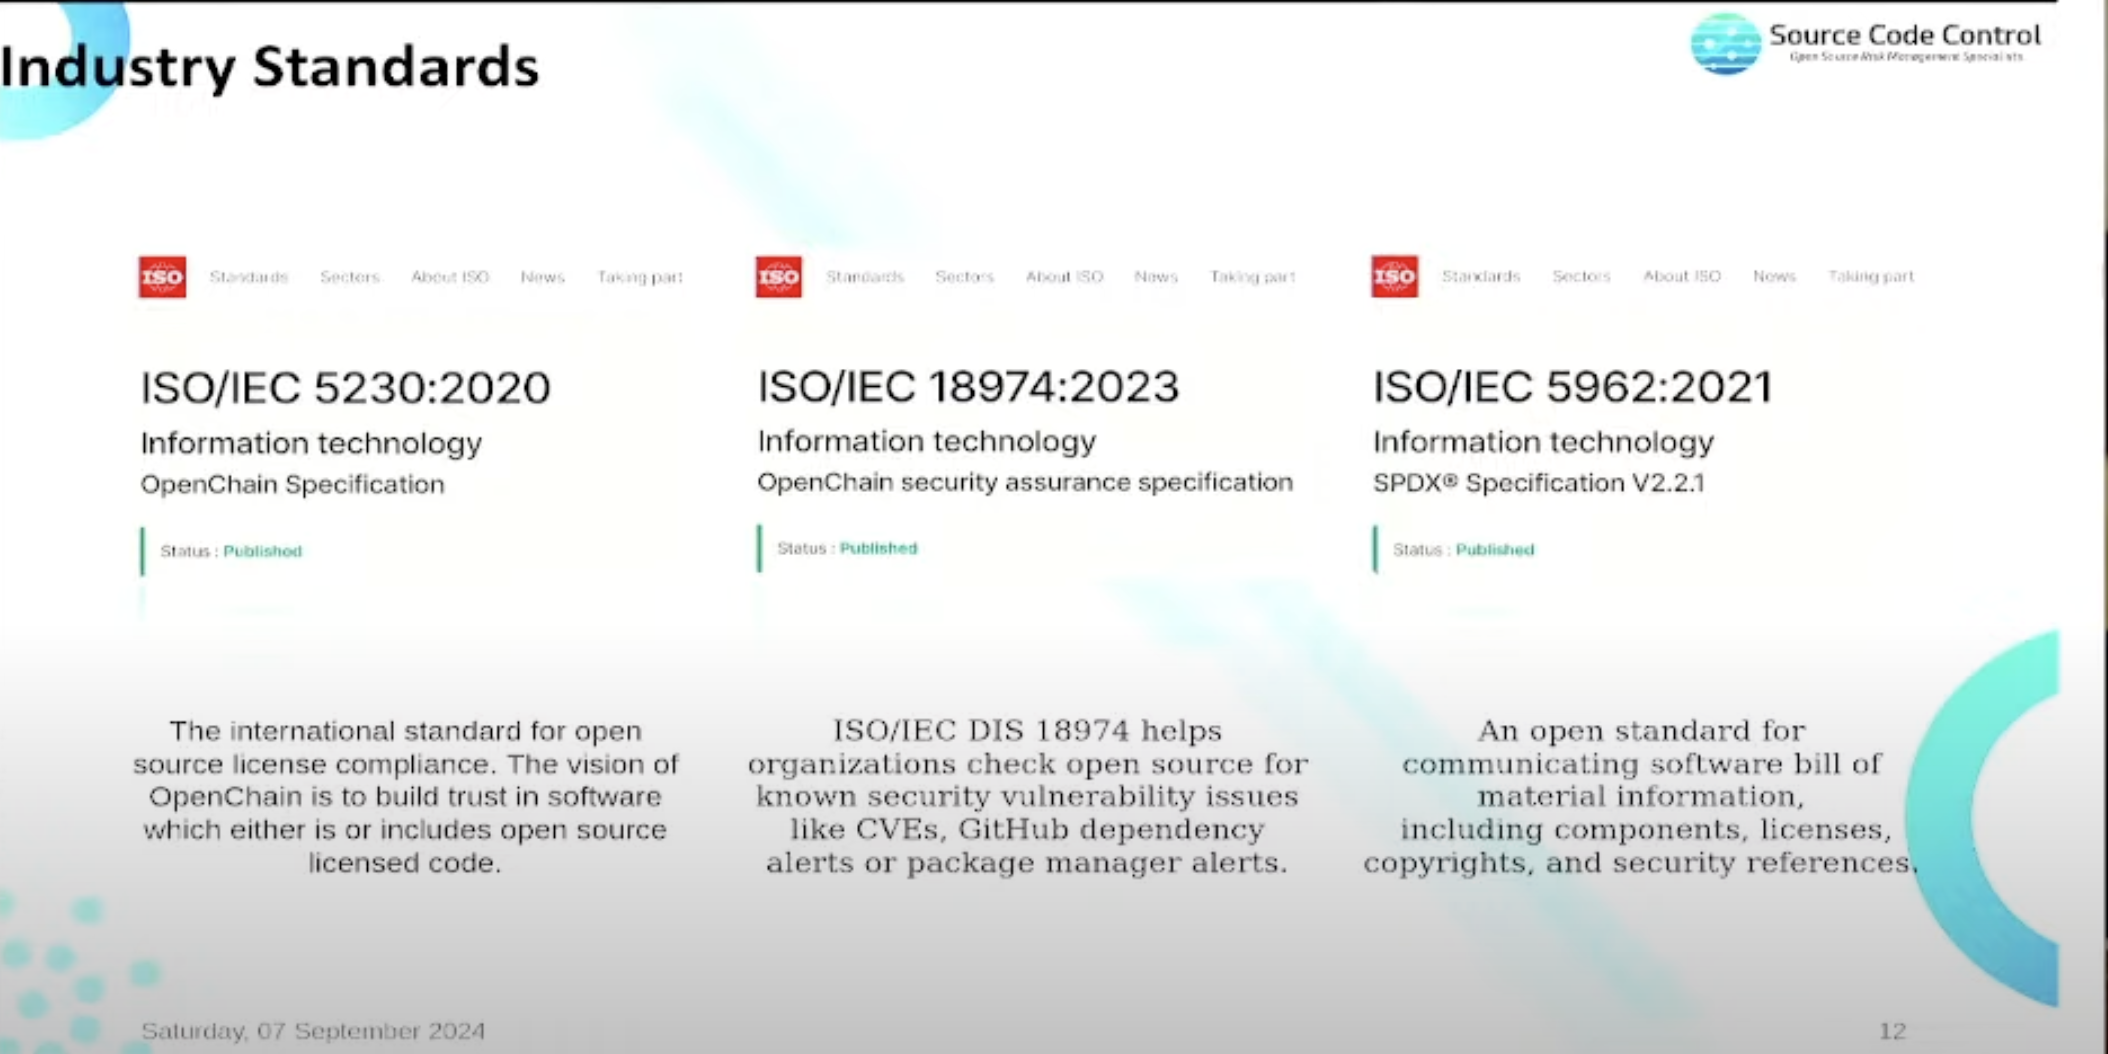 Industry Standards
Source Code Control
Open Source Risk Management Specialists
ISO Standards Sectors About ISO News Taking part
ISO/IEC 5230:2020
Information technology
OpenChain Specification
Status : Published
The international standard for open
source license compliance. The vision of
OpenChain is to build trust in software
which either is or includes open source
licensed code.
ISO Standards Sectors About ISO News Taking part
ISO/IEC 18974:2023
Information technology
OpenChain security assurance specification
Status : Published
ISO/IEC DIS 18974 helps
organizations check open source for
known security vulnerability issues
like CVEs, GitHub dependency
alerts or package manager alerts.
ISO Standards Sectors About ISO News Taking part
ISO/IEC 5962:2021
Information technology
SPDX® Specification V2.2.1
Status : Published
An open standard for
communicating software bill of
material information,
including components, licenses,
copyrights, and security references.
Saturday, 07 September 2024
12